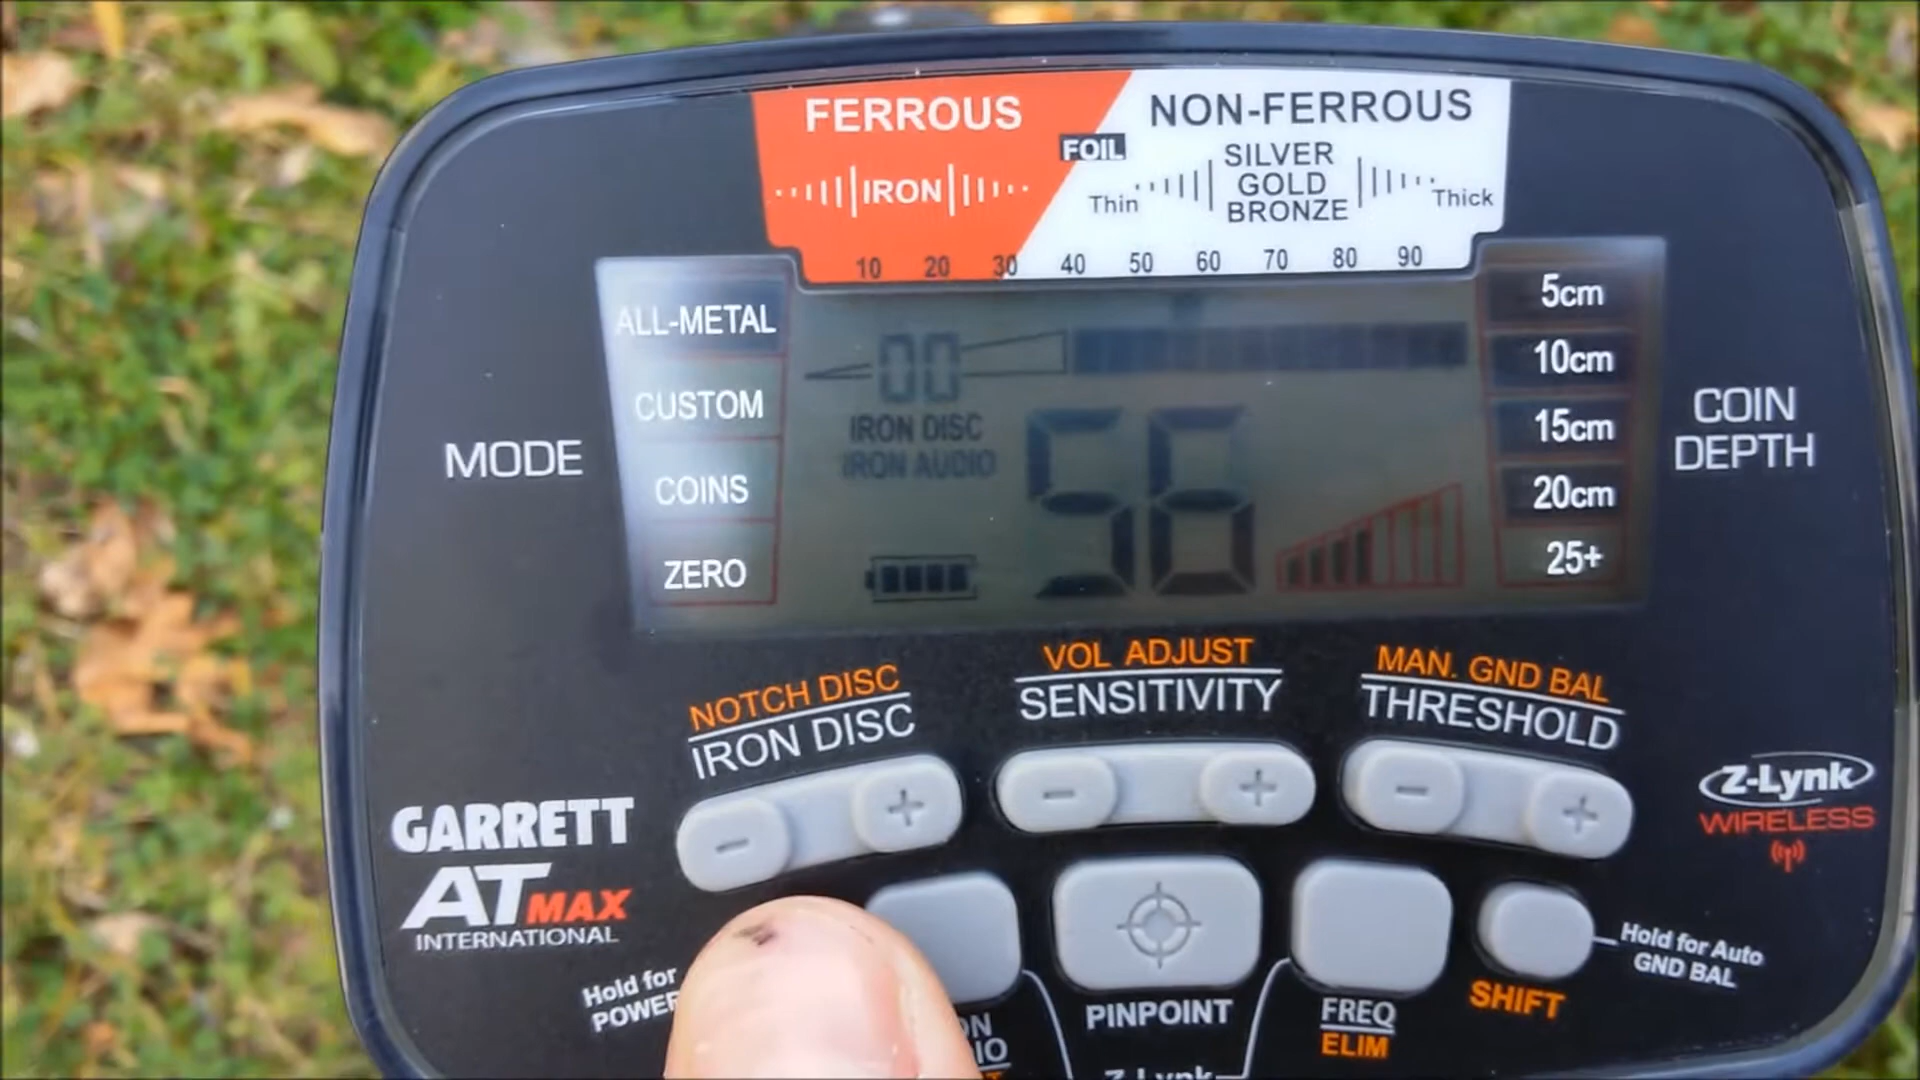 FERROUS
NON-FERROUS
FOIL
IRON
SILVER
GOLD
BRONZE
Thin
Thick
10 20 30 40 50 60 70 80 90
ALL-METAL
CUSTOM
COINS
ZERO
MODE
00
IRON DISC
IRON AUDIO
56
5cm
10cm
15cm
20cm
25+
COIN
DEPTH
NOTCH DISC
IRON DISC
VOL ADJUST
SENSITIVITY
MAN. GND BAL
THRESHOLD
- +
- +
- +
GARRETT
AT MAX
INTERNATIONAL
Z-Lynk
WIRELESS
Hold for
POWER
PINPOINT
FREQ
ELIM
SHIFT
Hold for Auto
GND BAL
Z-Lynk